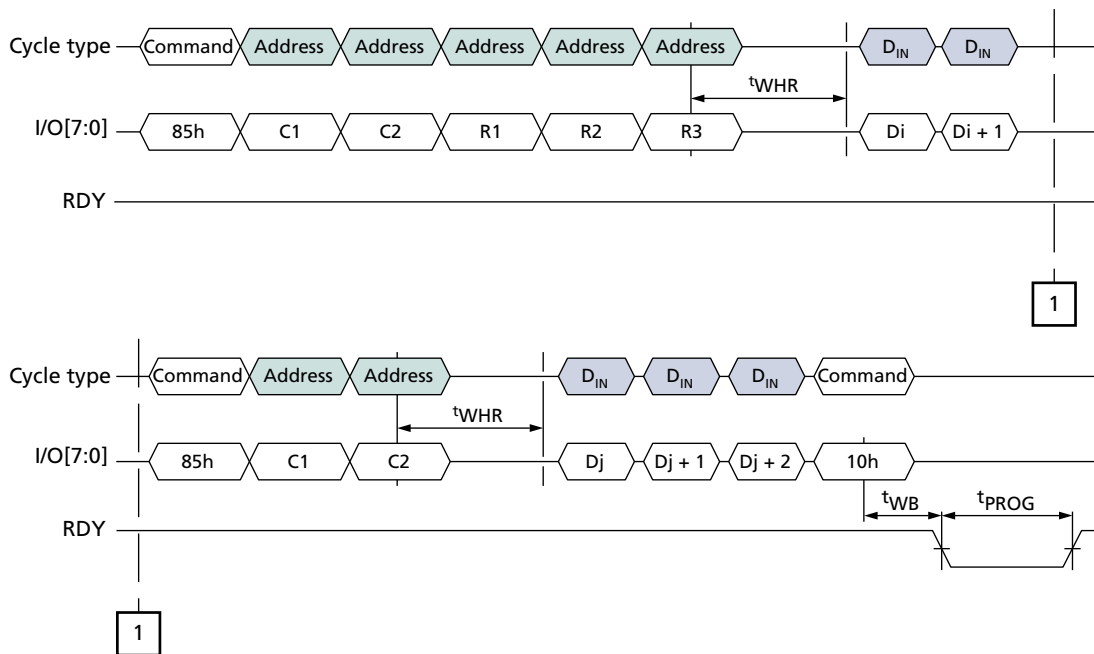 Cycle type Command Address Address Address Address Address DIN DIN
tWHR
I/O[7:0] 85h C1 C2 R1 R2 R3 Di Di + 1
RDY
1
Cycle type Command Address Address DIN DIN DIN Command
tWHR
I/O[7:0] 85h C1 C2 Dj Dj + 1 Dj + 2 10h
tWB tPROG
RDY
1